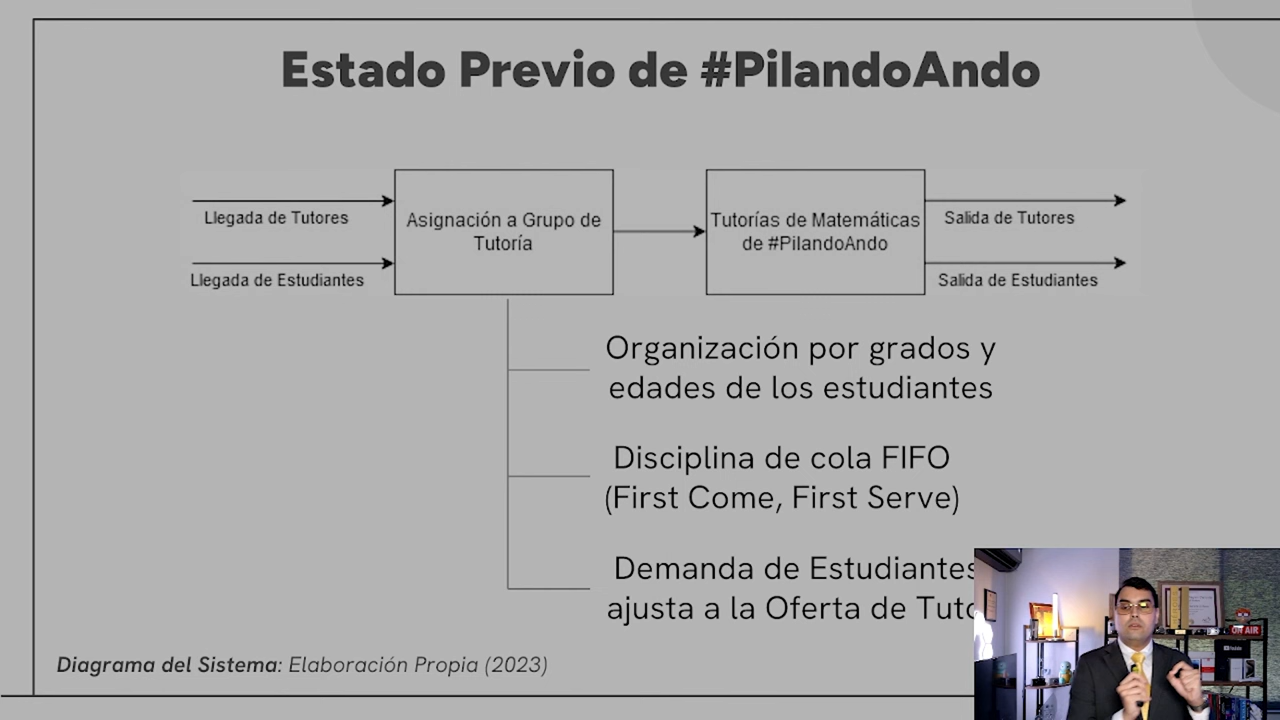 Estado Previo de #PilandoAndo
Llegada de Tutores
Llegada de Estudiantes
Asignación a Grupo de
Tutoría
Tutorías de Matemáticas
de #PilandoAndo
Salida de Tutores
Salida de Estudiantes
Organización por grados y
edades de los estudiantes
Disciplina de cola FIFO
(First Come, First Serve)
Demanda de Estudiantes
ajusta a la Oferta de
Diagrama del Sistema: Elaboración Propia (2023)
ON AIR